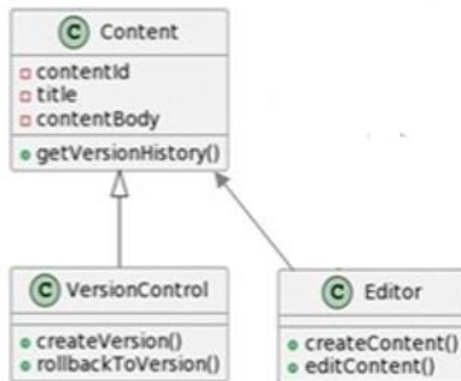 C Content
contentId
title
contentBody
getVersionHistory()
C VersionControl
createVersion()
rollbackToVersion()
C Editor
createContent()
editContent()